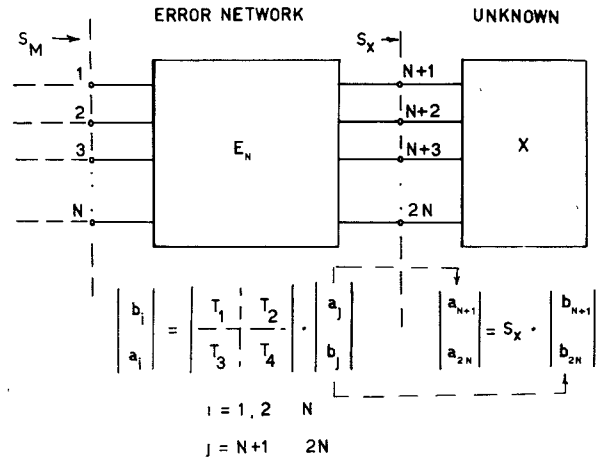 ERROR NETWORK UNKNOWN
S_M S_X
1 N+1
2 N+2
3 N+3
E_N X
N 2N
|b_i| = |T_1 T_2| · |a_j| |a_{N+1}| = S_X · |b_{N+1}|
|a_i| |T_3 T_4| |b_j| |a_{2N}| |b_{2N}|
ı = 1, 2 N
ȷ = N+1 2N